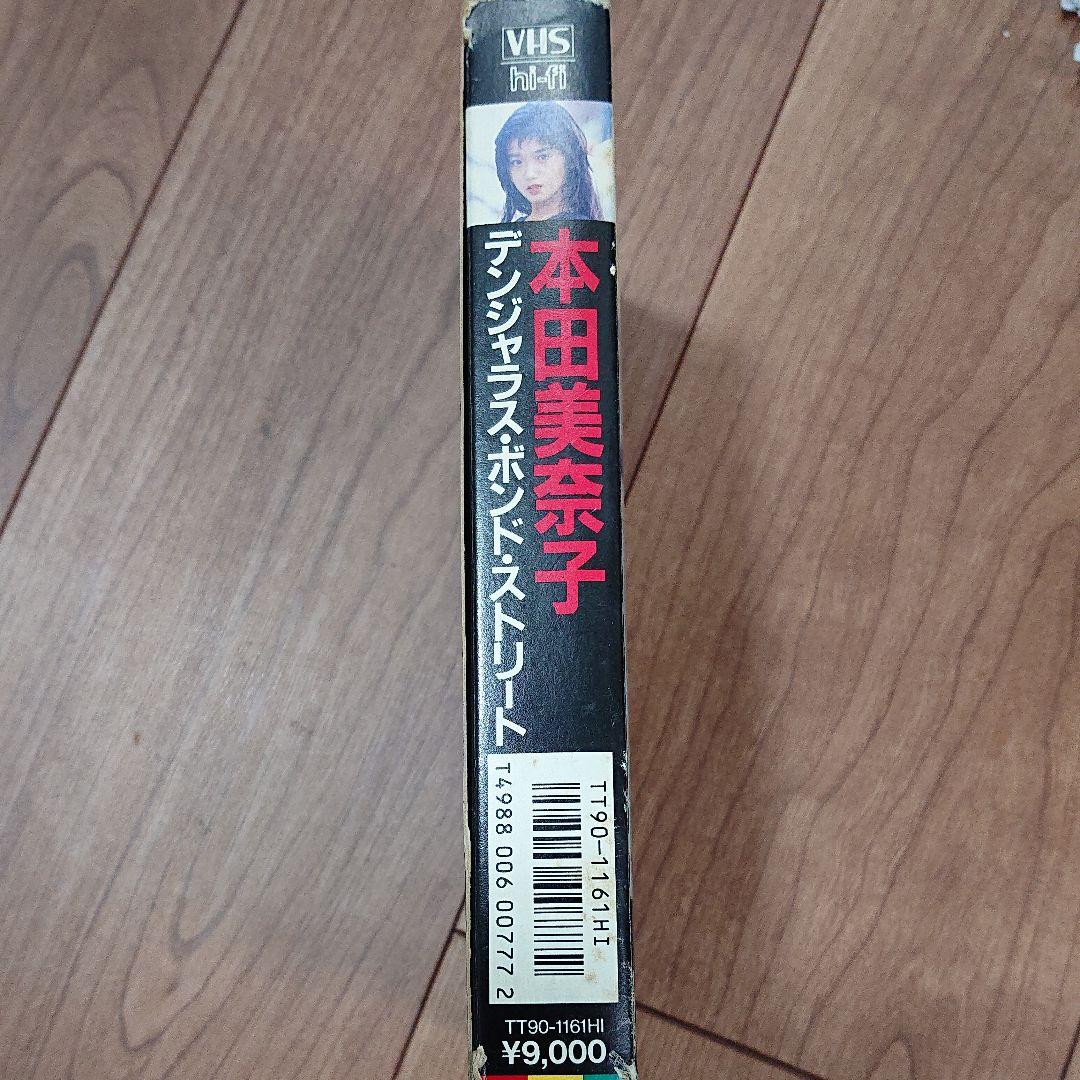 VHS
hi-fi
本田美奈子
デンジャラス・ボンド・ストリート
TT90-1161HI
T4988 006 00777 2
TT90-1161HI
¥9,000